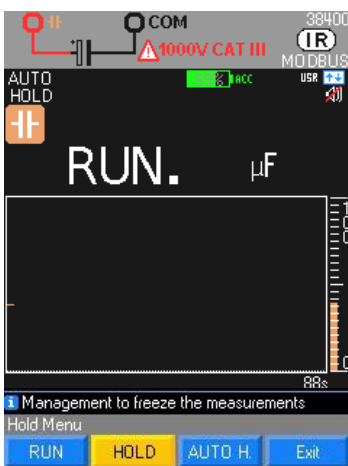 COM
38400
1000V CAT III
IR
MODBUS
AUTO
ACC
USR
HOLD
RUN.
µF
88s
Management to freeze the measurements
Hold Menu
RUN
HOLD
AUTO H.
Exit